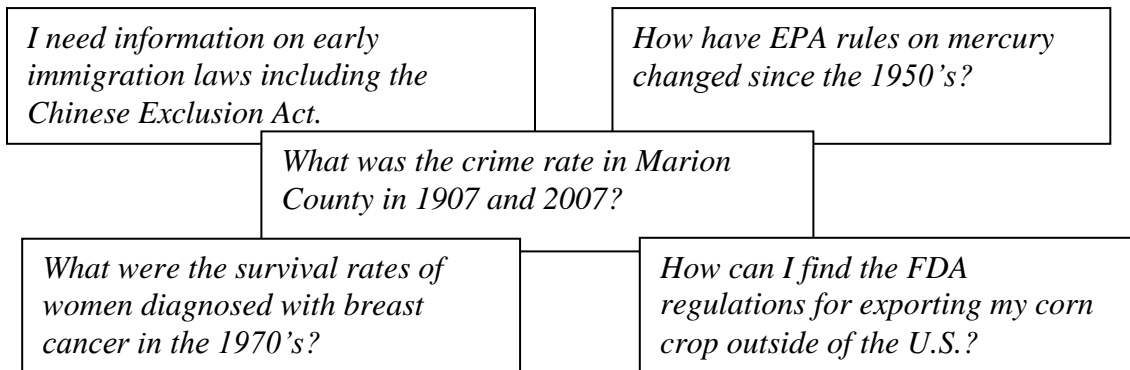 I need information on early
immigration laws including the
Chinese Exclusion Act.
How have EPA rules on mercury
changed since the 1950's?
What was the crime rate in Marion
County in 1907 and 2007?
What were the survival rates of
women diagnosed with breast
cancer in the 1970's?
How can I find the FDA
regulations for exporting my corn
crop outside of the U.S.?